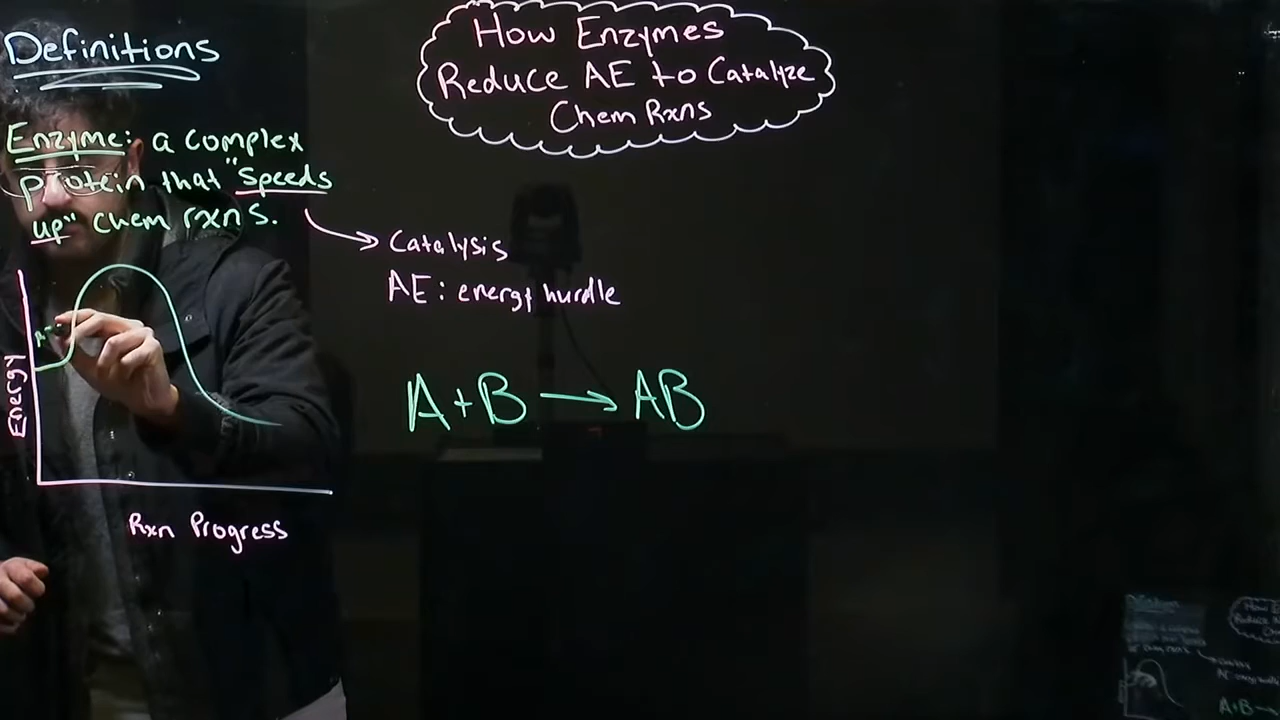 Definitions
How Enzymes
Reduce AE to Catalyze
Chem Rxns
Enzyme: a complex
protein that "speeds
up" chem rxns.
Catalysis
AE: energy hurdle
A+B → AB
Energy
Rxn Progress